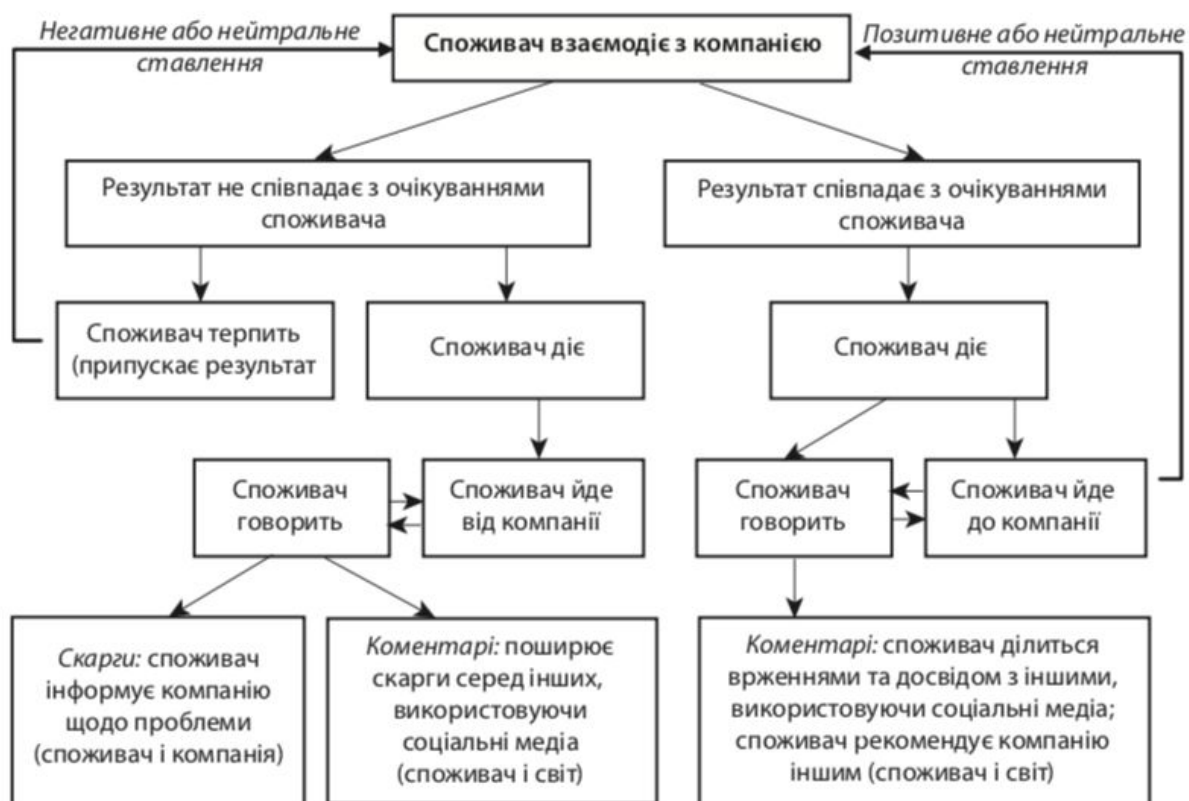 Негативне або нейтральне
ставлення
Споживач взаємодіє з компанією
Позитивне або нейтральне
ставлення
Результат не співпадає з очікуваннями
споживача
Результат співпадає з очікуваннями
споживача
Споживач терпить
(припускає результат
Споживач діє
Споживач діє
Споживач
говорить
Споживач йде
від компанії
Споживач
говорить
Споживач йде
до компанії
Скарги: споживач
інформує компанію
щодо проблеми
(споживач і компанія)
Коментарі: поширює
скарги серед інших,
використовуючи
соціальні медіа
(споживач і світ)
Коментарі: споживач ділиться
врженнями та досвідом з іншими,
використовуючи соціальні медіа;
споживач рекомендує компанію
іншим (споживач і світ)